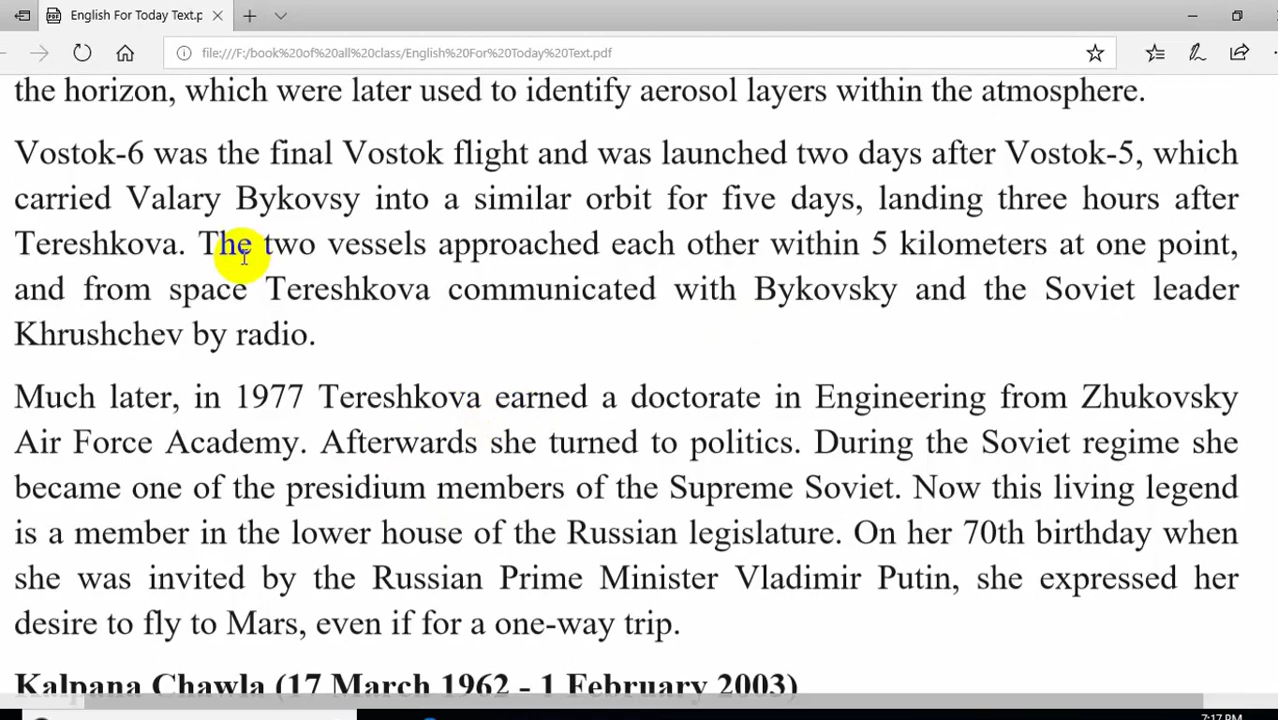 English For Today Text.p
file:///F:/book%20of%20all%20class/English%20For%20Today%20Text.pdf
the horizon, which were later used to identify aerosol layers within the atmosphere.
Vostok-6 was the final Vostok flight and was launched two days after Vostok-5, which
carried Valary Bykovsy into a similar orbit for five days, landing three hours after
Tereshkova. The two vessels approached each other within 5 kilometers at one point,
and from space Tereshkova communicated with Bykovsky and the Soviet leader
Khrushchev by radio.
Much later, in 1977 Tereshkova earned a doctorate in Engineering from Zhukovsky
Air Force Academy. Afterwards she turned to politics. During the Soviet regime she
became one of the presidium members of the Supreme Soviet. Now this living legend
is a member in the lower house of the Russian legislature. On her 70th birthday when
she was invited by the Russian Prime Minister Vladimir Putin, she expressed her
desire to fly to Mars, even if for a one-way trip.
Kalpana Chawla (17 March 1962 - 1 February 2003)
7:17 PM